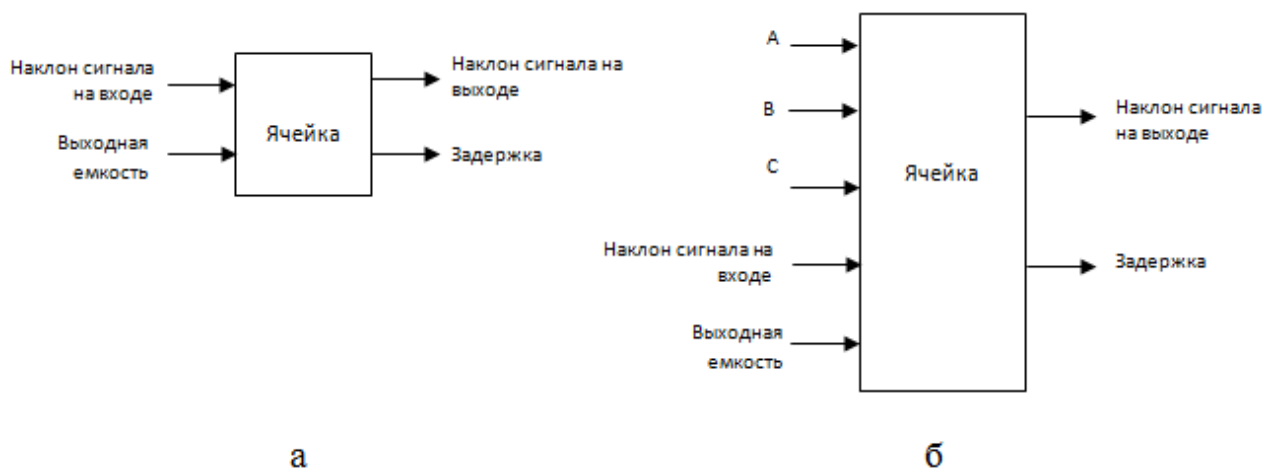 Наклон сигнала
на входе
Выходная
емкость
Ячейка
Наклон сигнала на
выходе
Задержка
а
A
B
C
Наклон сигнала на
входе
Выходная
емкость
Ячейка
Наклон сигнала
на выходе
Задержка
б